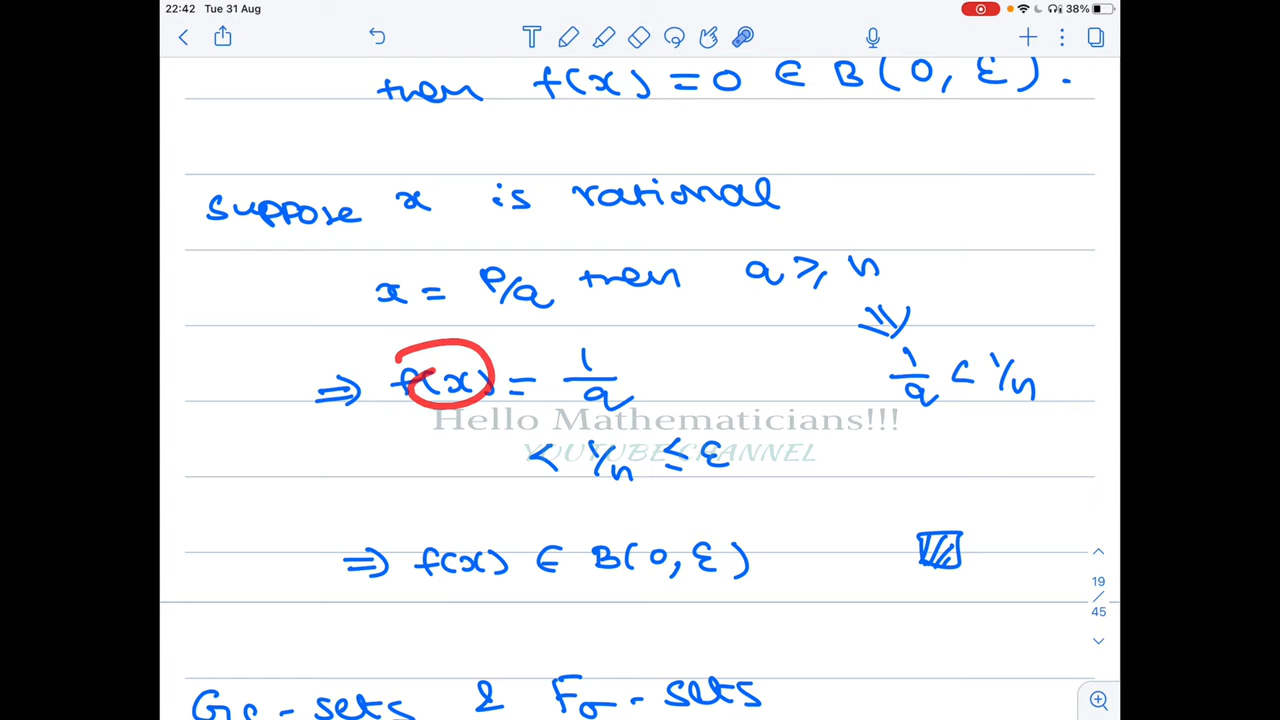 22:42 Tue 31 Aug 38%
then f(x) = 0 ∈ B(0, ε).
suppose x is rational
x = P/q then q ≥ n
⇓
⇒ f(x) = 1/q 1/q < 1/n
Hello Mathematicians!!!
YOUTUBE CHANNEL
< 1/n ≤ ε
⇒ f(x) ∈ B(0, ε)
19
/
45
Gδ - sets & Fσ - sets